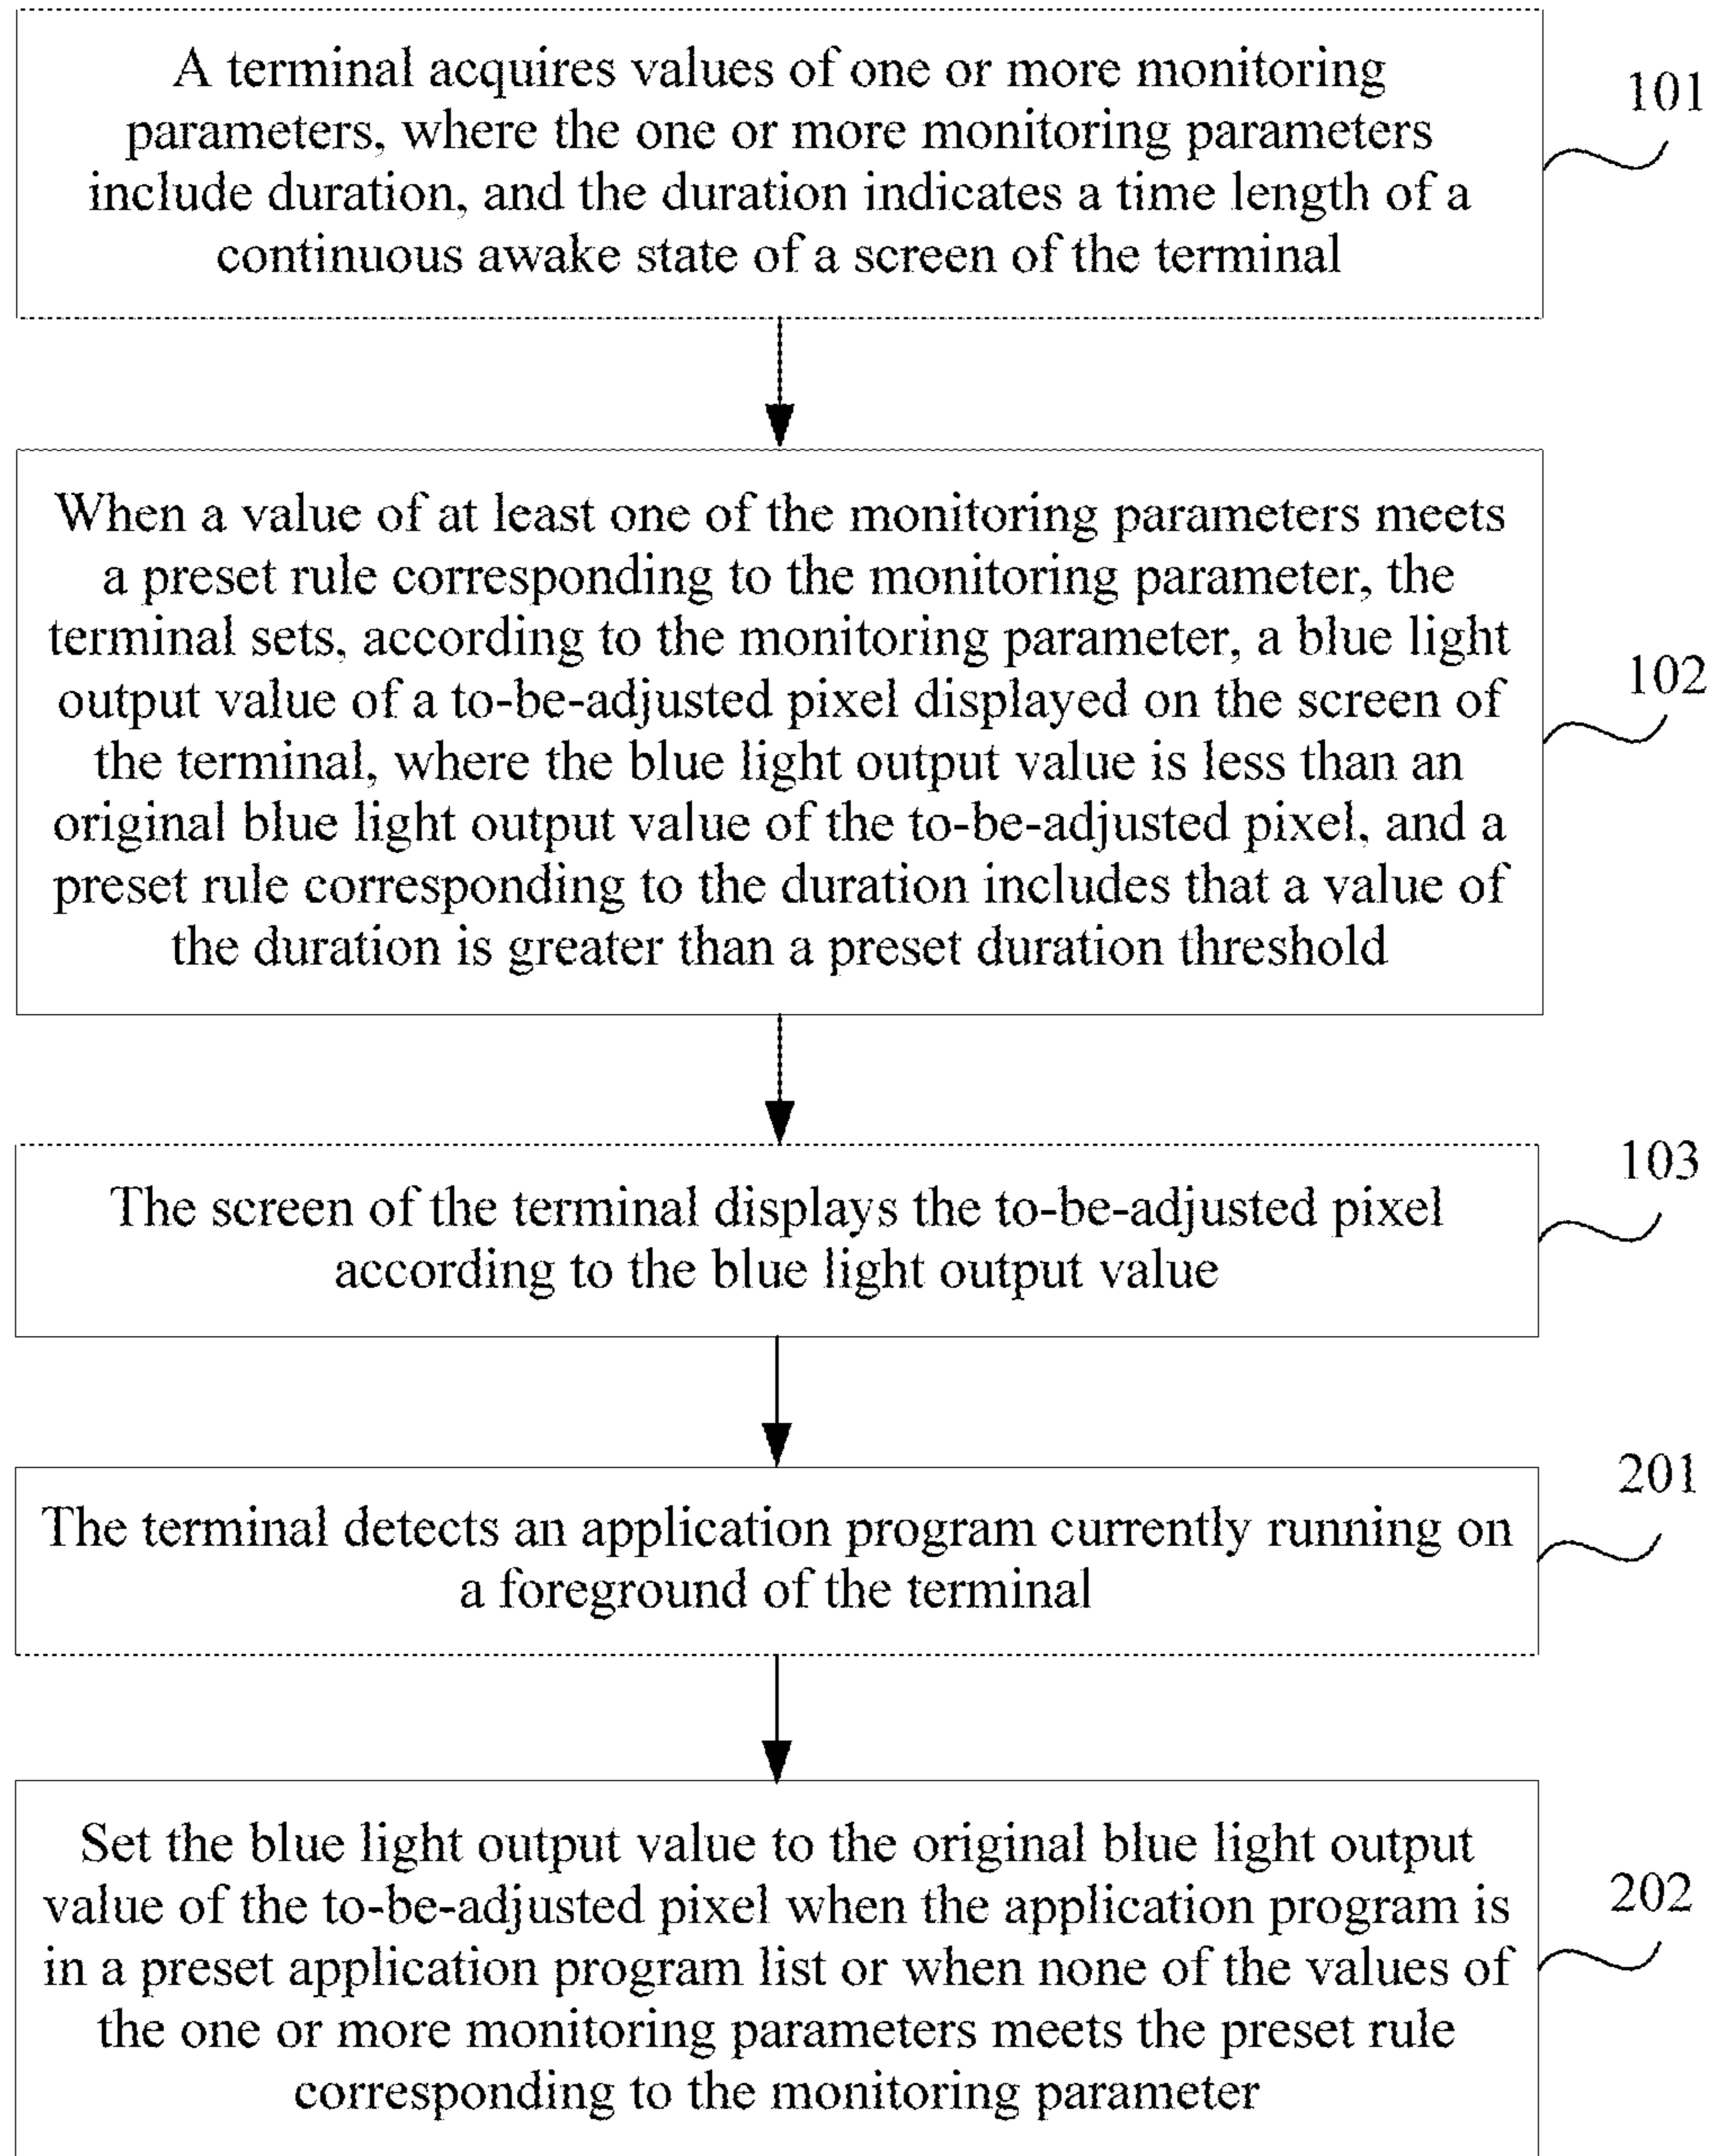 A terminal acquires values of one or more monitoring
parameters, where the one or more monitoring parameters
include duration, and the duration indicates a time length of a
continuous awake state of a screen of the terminal
101
When a value of at least one of the monitoring parameters meets
a preset rule corresponding to the monitoring parameter, the
terminal sets, according to the monitoring parameter, a blue light
output value of a to-be-adjusted pixel displayed on the screen of
the terminal, where the blue light output value is less than an
original blue light output value of the to-be-adjusted pixel, and a
preset rule corresponding to the duration includes that a value of
the duration is greater than a preset duration threshold
102
The screen of the terminal displays the to-be-adjusted pixel
according to the blue light output value
103
The terminal detects an application program currently running on
a foreground of the terminal
201
Set the blue light output value to the original blue light output
value of the to-be-adjusted pixel when the application program is
in a preset application program list or when none of the values of
the one or more monitoring parameters meets the preset rule
corresponding to the monitoring parameter
202